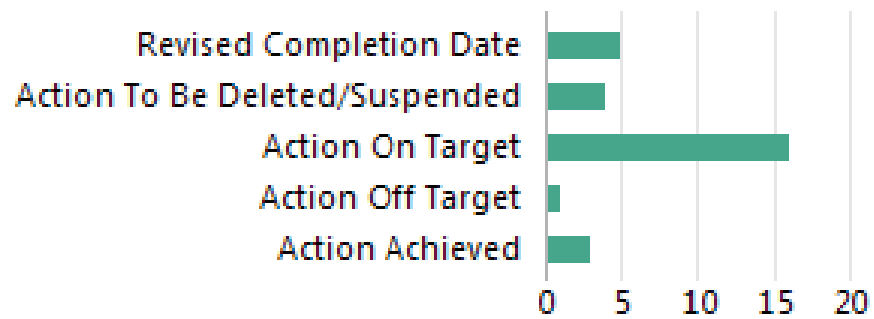 Revised Completion Date
Action To Be Deleted/Suspended
Action On Target
Action Off Target
Action Achieved
0 5 10 15 20